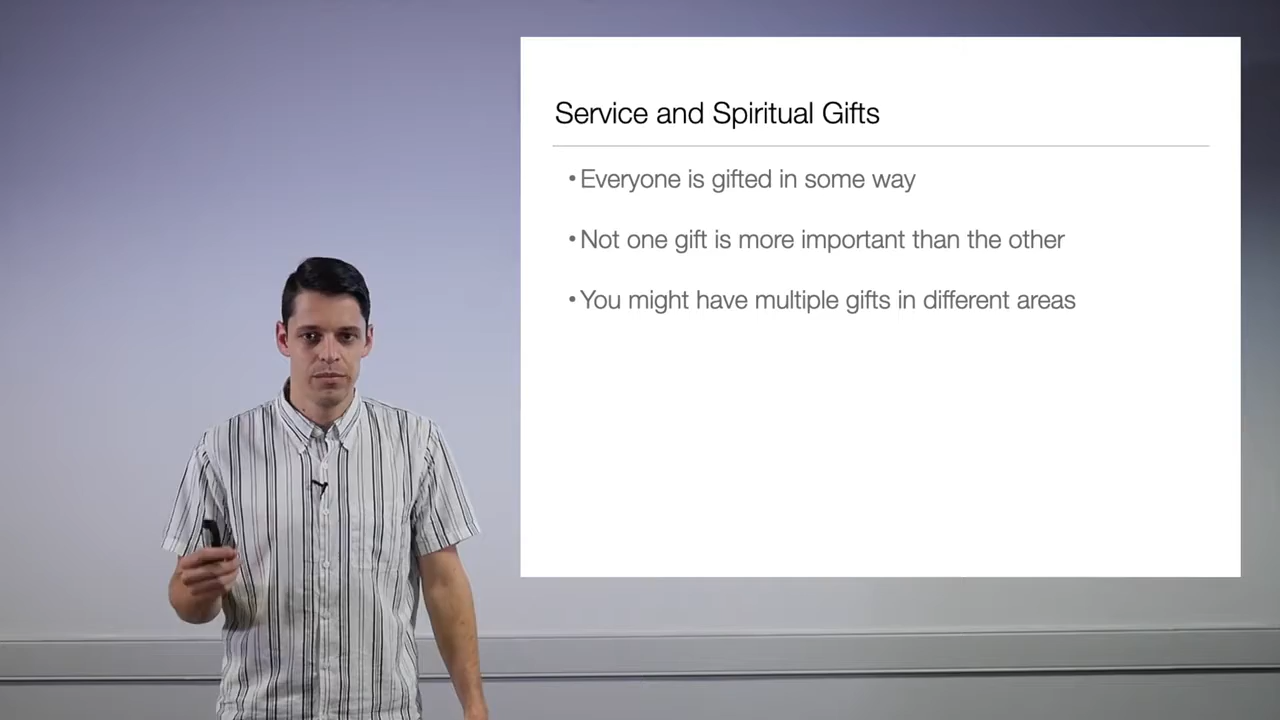 Service and Spiritual Gifts
• Everyone is gifted in some way
• Not one gift is more important than the other
• You might have multiple gifts in different areas